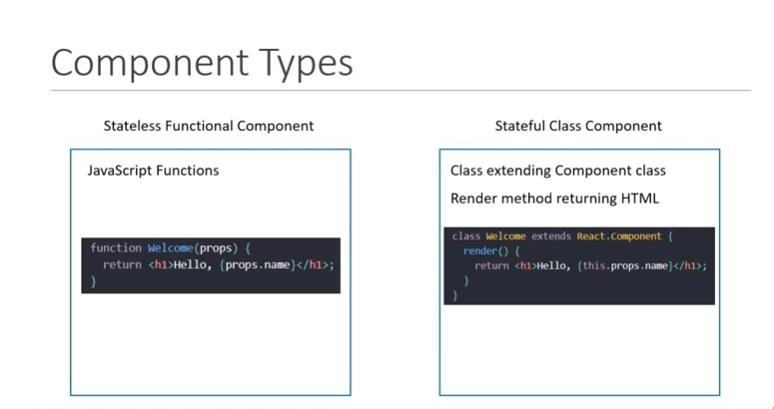 Component Types
Stateless Functional Component
JavaScript Functions
function Welcome(props) {
  return <h1>Hello, {props.name}</h1>;
}
Stateful Class Component
Class extending Component class
Render method returning HTML
class Welcome extends React.Component {
  render() {
    return <h1>Hello, {this.props.name}</h1>;
  }
}